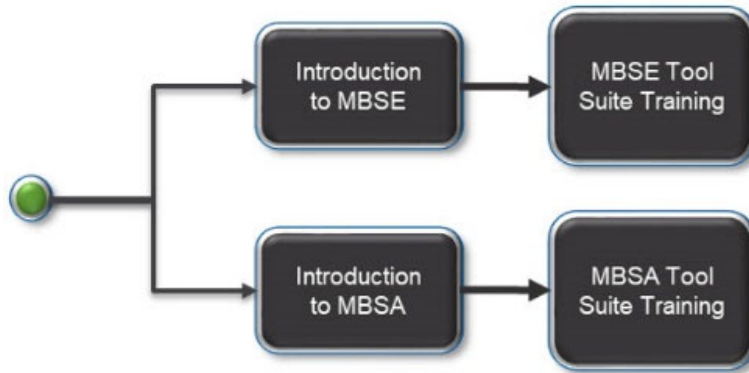 Introduction
to MBSE
MBSE Tool
Suite Training
Introduction
to MBSA
MBSA Tool
Suite Training